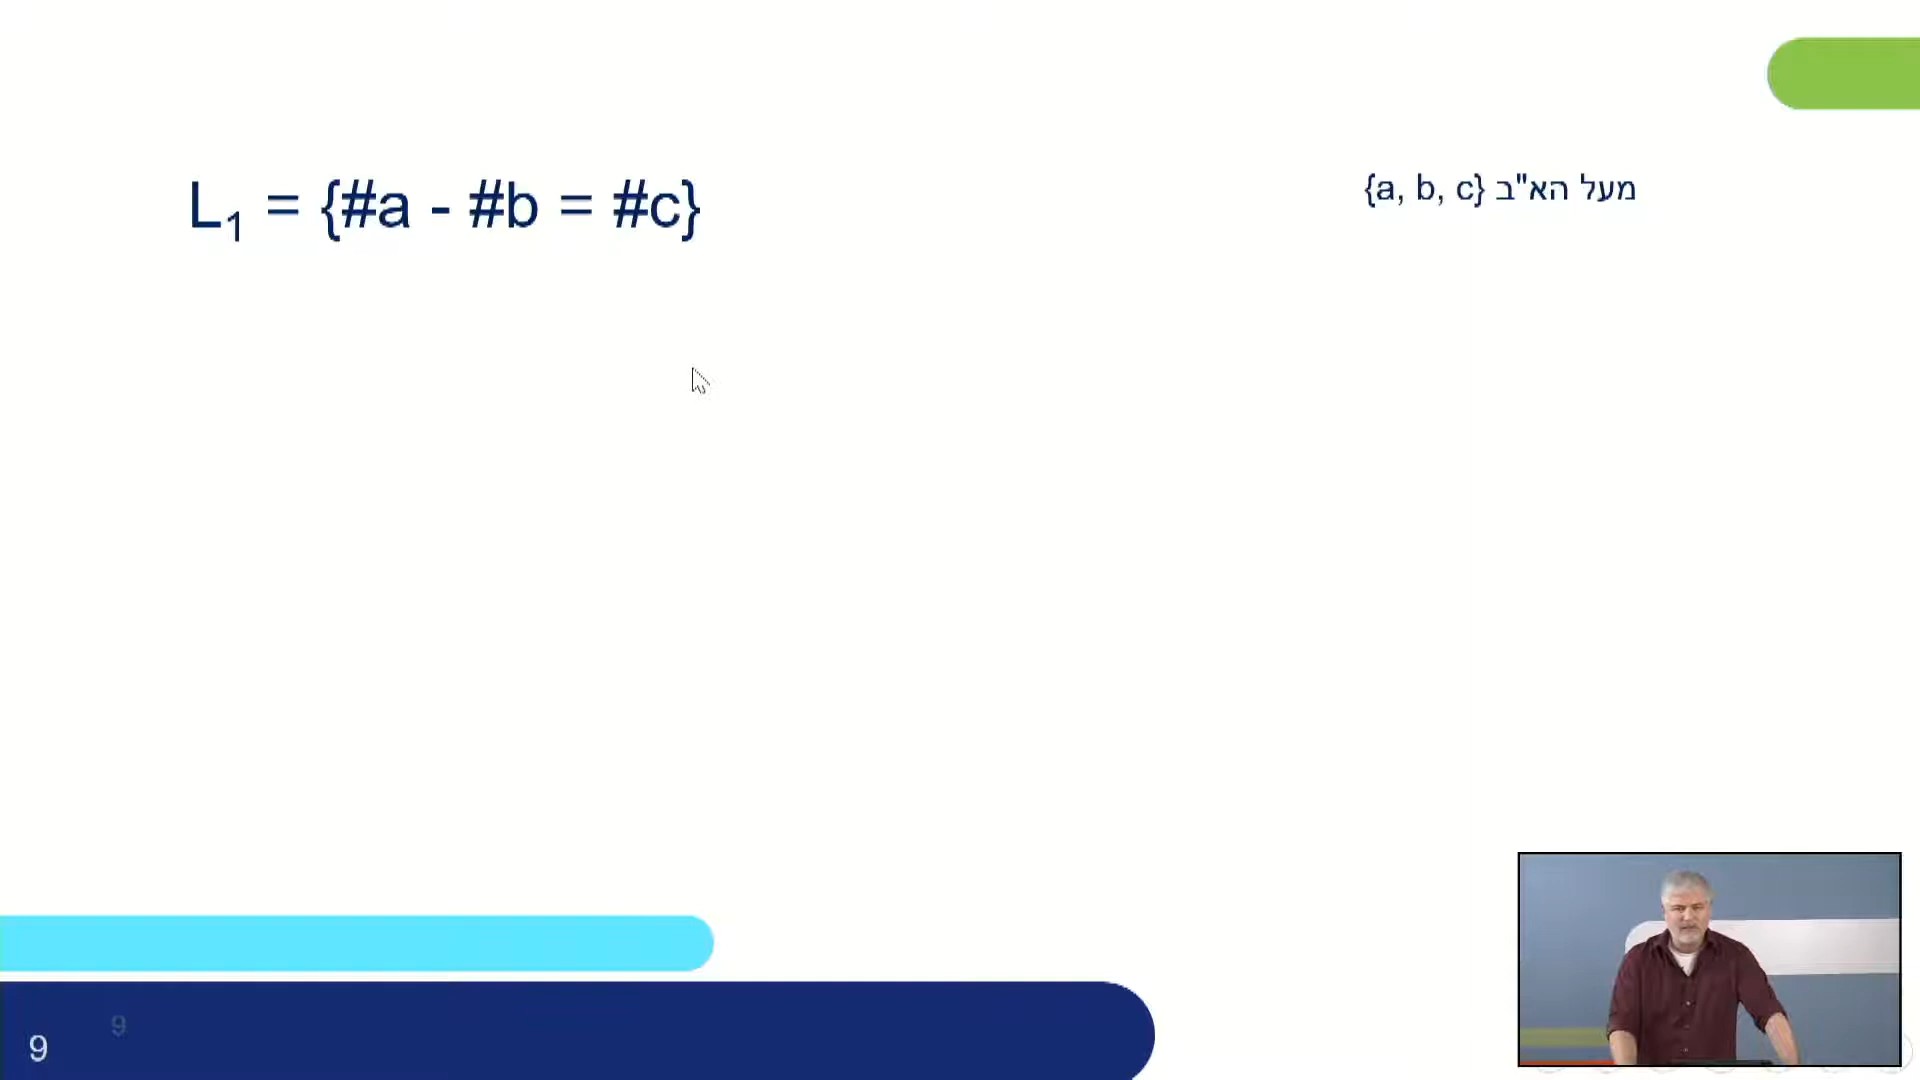 L₁ = {#a - #b = #c}
מעל הא"ב {a, b, c}
9
9